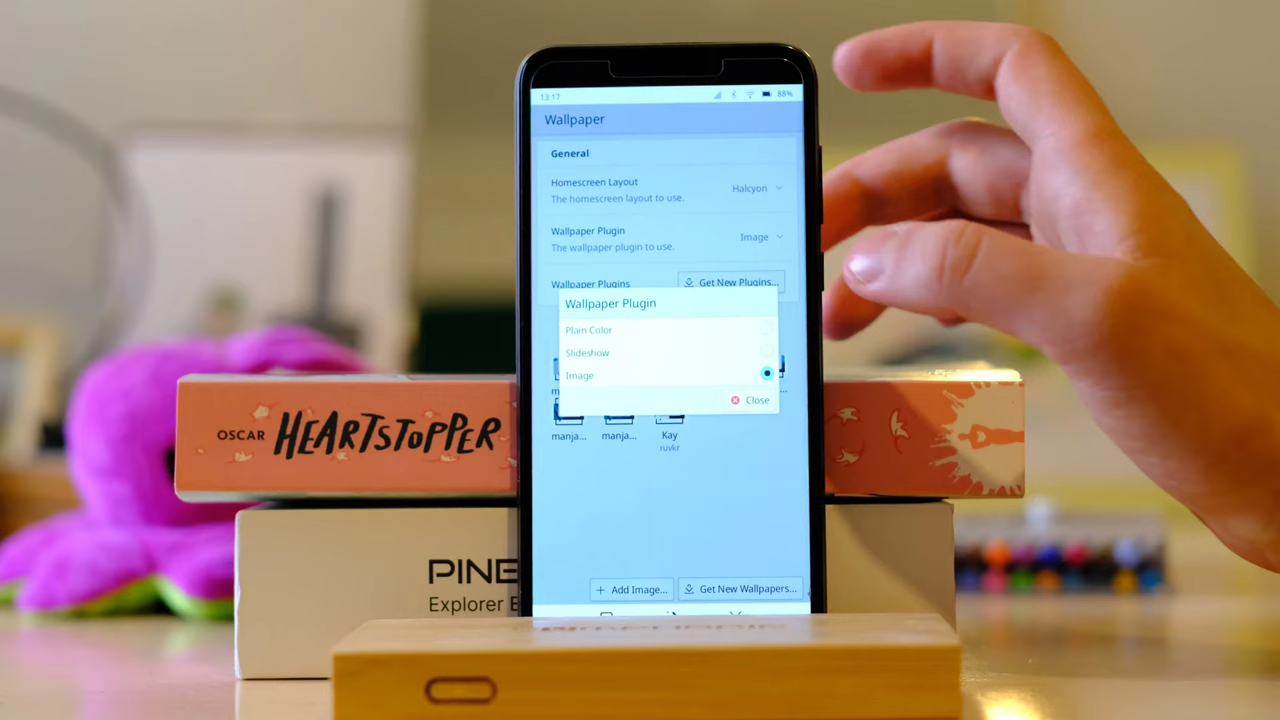 13:17
88%
Wallpaper
General
Homescreen Layout
Halcyon
The homescreen layout to use.
Wallpaper Plugin
Image
The wallpaper plugin to use.
Wallpaper Plugins
Get New Plugins...
Wallpaper Plugin
Plain Color
Slideshow
Image
Close
manja...
manja...
Kay
ruvkr
Add Image...
Get New Wallpapers...
OSCAR HEARTSTOPPER
PINE
Explorer E